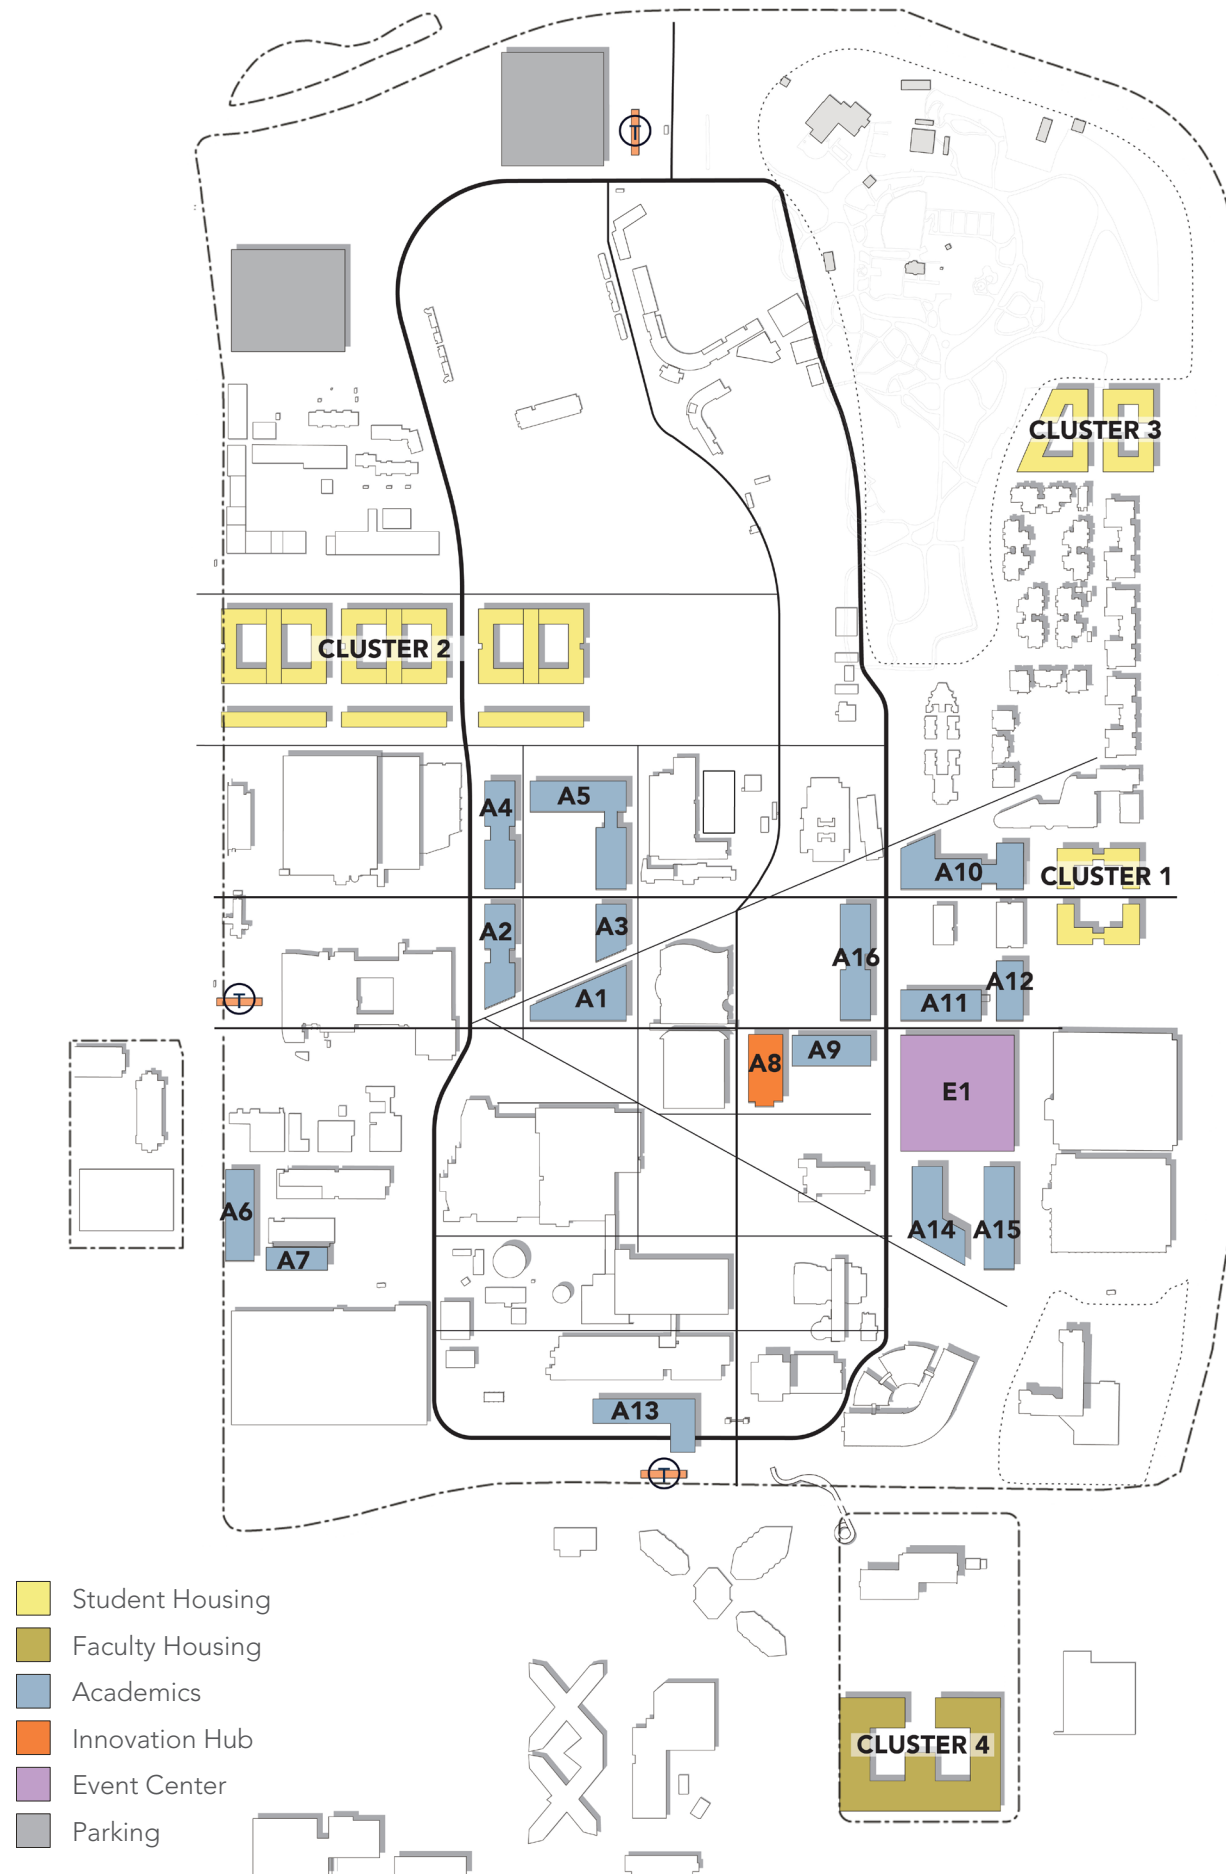 T
CLUSTER 3
CLUSTER 2
A4
A5
A10
CLUSTER 1
A2
A3
A16
A12
T
A1
A11
A8
A9
E1
A6
A14
A15
A7
A13
T
Student Housing
Faculty Housing
Academics
Innovation Hub
Event Center
Parking
CLUSTER 4